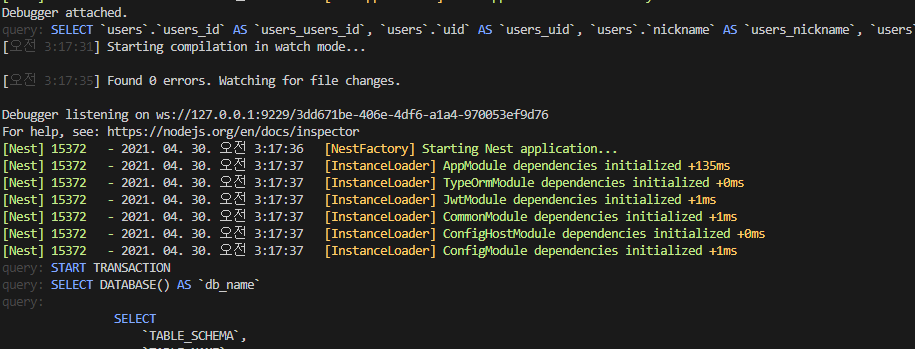 Debugger attached.
query: SELECT `users`.`users_id` AS `users_users_id`, `users`.`uid` AS `users_uid`, `users`.`nickname` AS `users_nickname`, `users
[오전 3:17:31] Starting compilation in watch mode...
[오전 3:17:35] Found 0 errors. Watching for file changes.
Debugger listening on ws://127.0.0.1:9229/3dd671be-406e-4df6-a1a4-970053ef9d76
For help, see: https://nodejs.org/en/docs/inspector
[Nest] 15372   - 2021. 04. 30. 오전 3:17:36   [NestFactory] Starting Nest application...
[Nest] 15372   - 2021. 04. 30. 오전 3:17:37   [InstanceLoader] AppModule dependencies initialized +135ms
[Nest] 15372   - 2021. 04. 30. 오전 3:17:37   [InstanceLoader] TypeOrmModule dependencies initialized +0ms
[Nest] 15372   - 2021. 04. 30. 오전 3:17:37   [InstanceLoader] JwtModule dependencies initialized +1ms
[Nest] 15372   - 2021. 04. 30. 오전 3:17:37   [InstanceLoader] CommonModule dependencies initialized +1ms
[Nest] 15372   - 2021. 04. 30. 오전 3:17:37   [InstanceLoader] ConfigHostModule dependencies initialized +0ms
[Nest] 15372   - 2021. 04. 30. 오전 3:17:37   [InstanceLoader] ConfigModule dependencies initialized +1ms
query: START TRANSACTION
query: SELECT DATABASE() AS `db_name`
query:
SELECT
`TABLE_SCHEMA`,